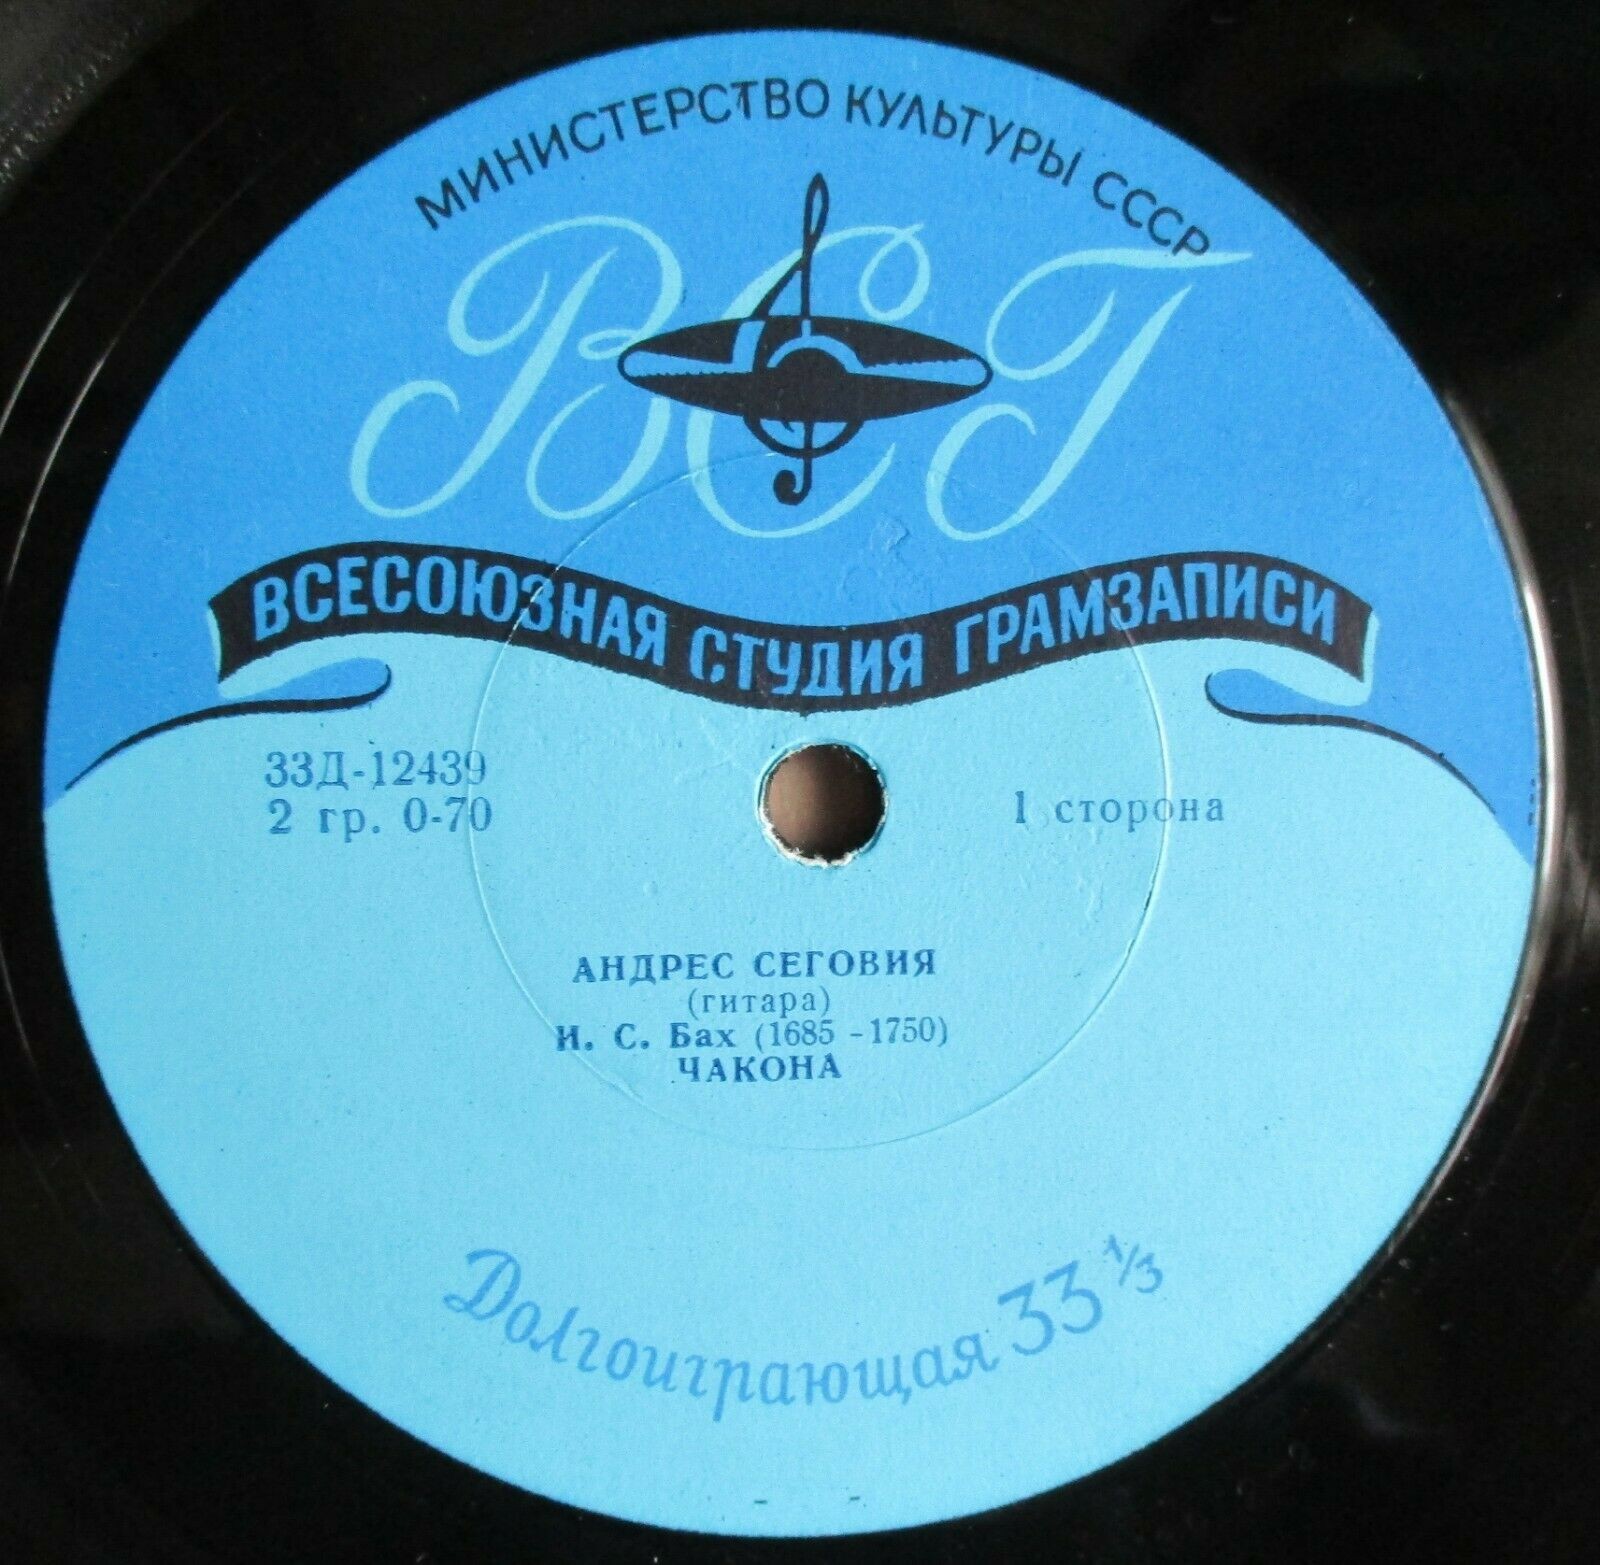 МИНИСТЕРСТВО КУЛЬТУРЫ СССР
ВСГ
ВСЕСОЮЗНАЯ СТУДИЯ ГРАМЗАПИСИ
33Д-12439
2 гр. 0-70
1 сторона
АНДРЕС СЕГОВИЯ
(гитара)
И. С. Бах (1685 - 1750)
ЧАКОНА
Долгоиграющая 33 1/3